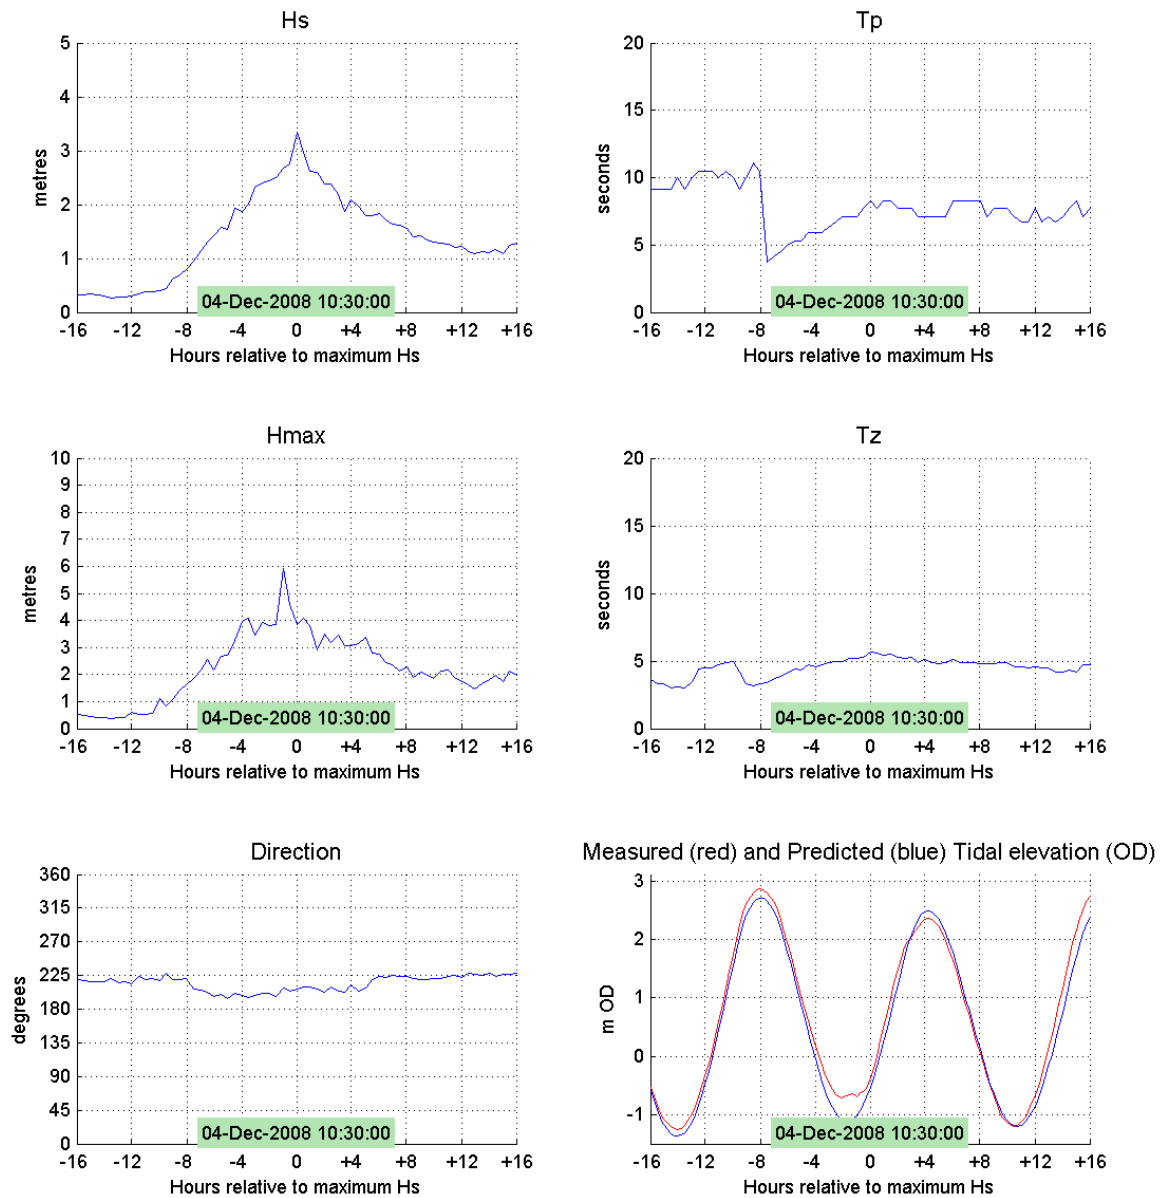 Hs
5
4
3
2
1
0
metres
04-Dec-2008 10:30:00
-16 -12 -8 -4 0 +4 +8 +12 +16
Hours relative to maximum Hs
Tp
20
15
10
5
0
seconds
04-Dec-2008 10:30:00
-16 -12 -8 -4 0 +4 +8 +12 +16
Hours relative to maximum Hs
Hmax
10
9
8
7
6
5
4
3
2
1
0
metres
04-Dec-2008 10:30:00
-16 -12 -8 -4 0 +4 +8 +12 +16
Hours relative to maximum Hs
Tz
20
15
10
5
0
seconds
04-Dec-2008 10:30:00
-16 -12 -8 -4 0 +4 +8 +12 +16
Hours relative to maximum Hs
Direction
360
315
270
225
180
135
90
45
0
degrees
04-Dec-2008 10:30:00
-16 -12 -8 -4 0 +4 +8 +12 +16
Hours relative to maximum Hs
Measured (red) and Predicted (blue) Tidal elevation (OD)
3
2
1
0
-1
m OD
04-Dec-2008 10:30:00
-16 -12 -8 -4 0 +4 +8 +12 +16
Hours relative to maximum Hs